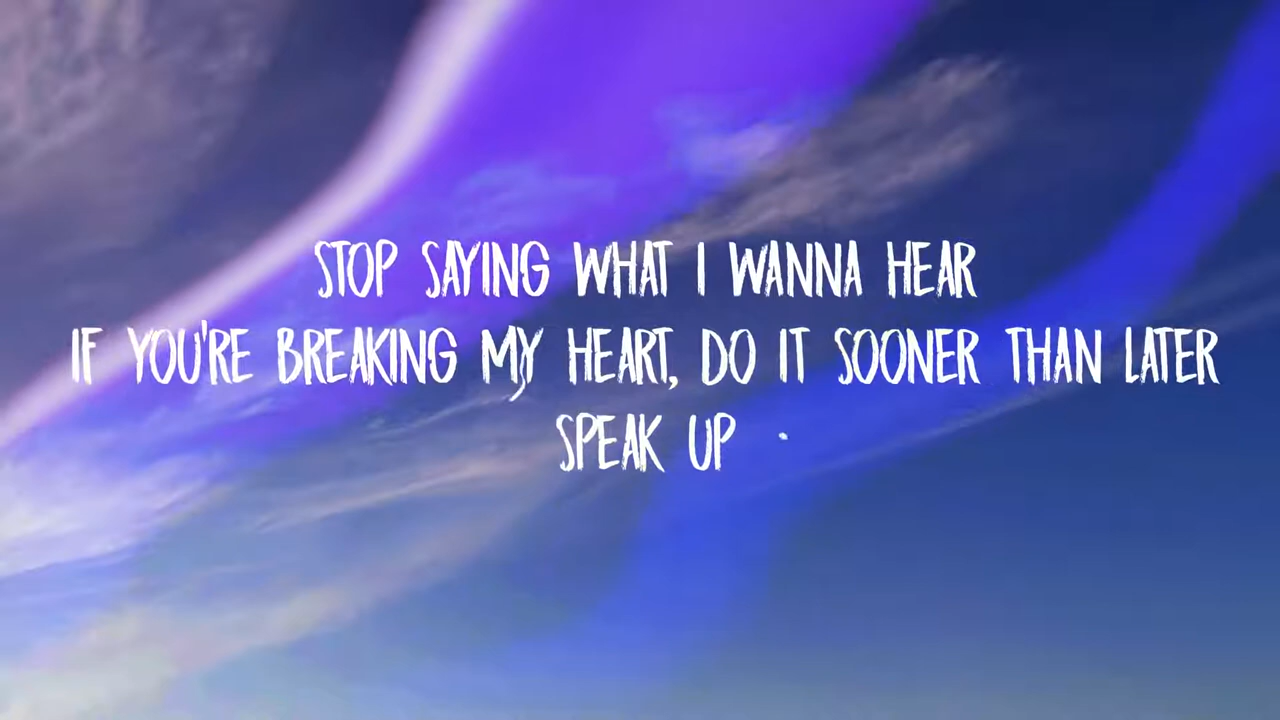 STOP SAYING WHAT I WANNA HEAR
IF YOU'RE BREAKING MY HEART, DO IT SOONER THAN LATER
SPEAK UP